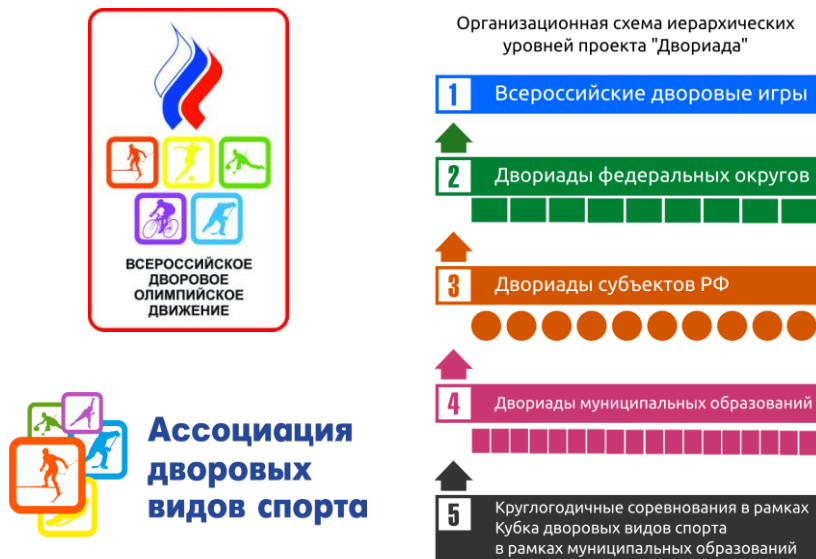 ВСЕРОССИЙСКОЕ
ДВОРОВОЕ
ОЛИМПИЙСКОЕ
ДВИЖЕНИЕ
Ассоциация
дворовых
видов спорта
Организационная схема иерархических
уровней проекта "Двориада"
1 Всероссийские дворовые игры
2 Двориады федеральных округов
3 Двориады субъектов РФ
4 Двориады муниципальных образований
5 Круглогодичные соревнования в рамках
Кубка дворовых видов спорта
в рамках муниципальных образований